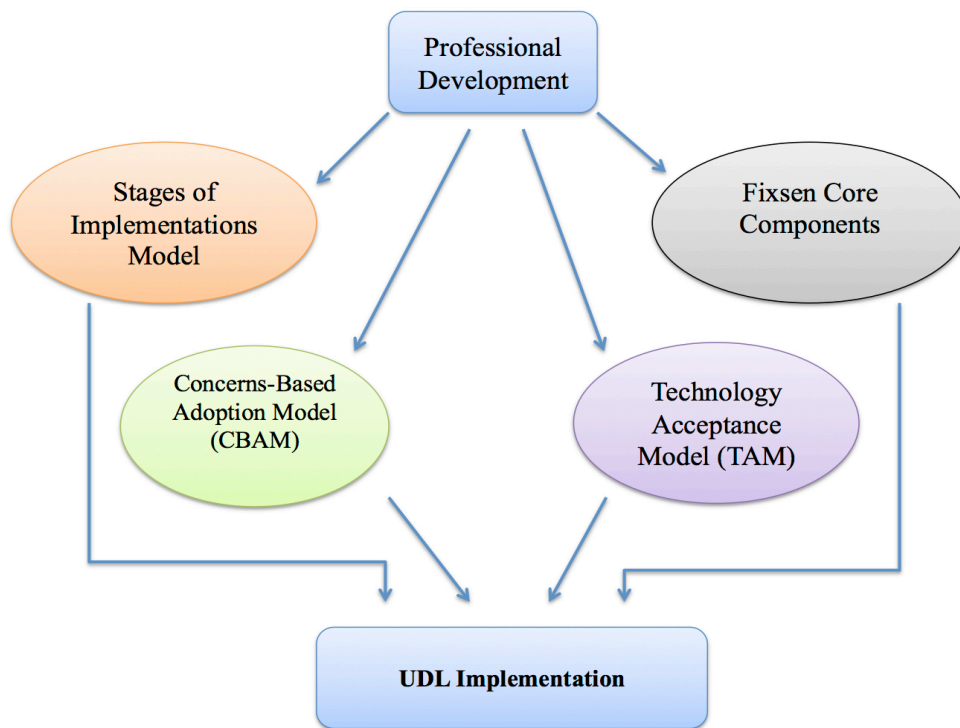 Professional
Development
Stages of
Implementations
Model
Fixsen Core
Components
Concerns-Based
Adoption Model
(CBAM)
Technology
Acceptance
Model (TAM)
UDL Implementation